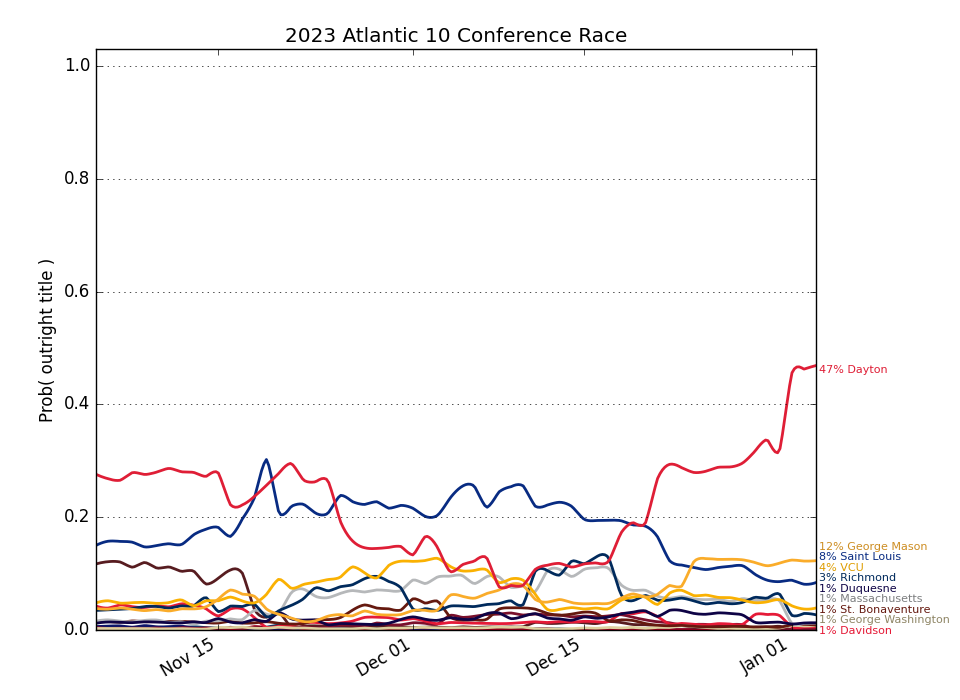 2023 Atlantic 10 Conference Race
1.0
0.8
0.6
0.4
0.2
0.0
Prob( outright title )
47% Dayton
12% George Mason
8% Saint Louis
4% VCU
3% Richmond
1% Duquesne
1% Massachusetts
1% St. Bonaventure
1% George Washington
1% Davidson
Nov 15
Dec 01
Dec 15
Jan 01